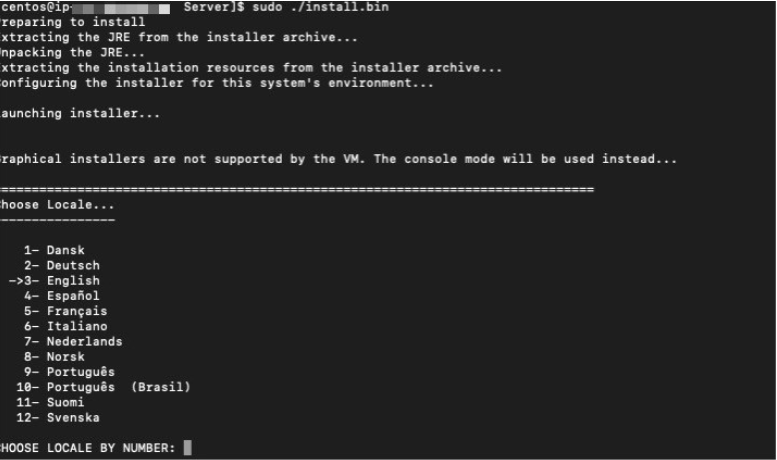 centos@ip- Server]$ sudo ./install.bin
reparing to install
xtracting the JRE from the installer archive...
npacking the JRE...
xtracting the installation resources from the installer archive...
onfiguring the installer for this system's environment...
aunching installer...
raphical installers are not supported by the VM. The console mode will be used instead...
===============================================================================
hoose Locale...
----------------
1- Dansk
2- Deutsch
->3- English
4- Español
5- Français
6- Italiano
7- Nederlands
8- Norsk
9- Português
10- Português (Brasil)
11- Suomi
12- Svenska
HOOSE LOCALE BY NUMBER: